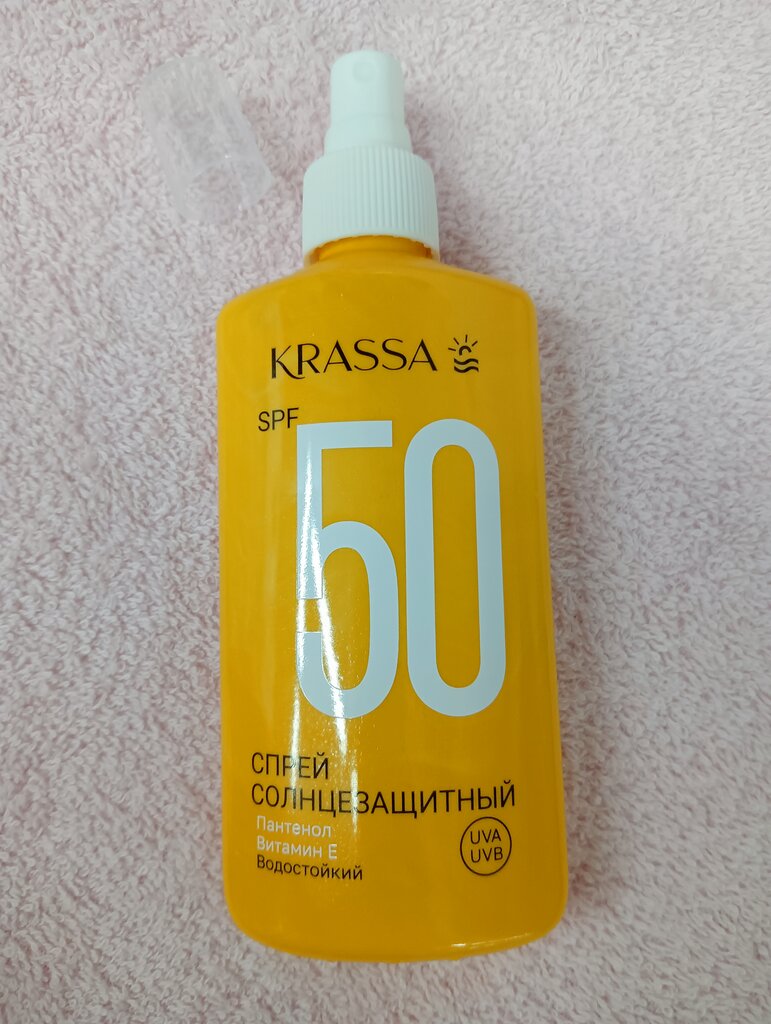 KRASSA
SPF
50
СПРЕЙ
СОЛНЦЕЗАЩИТНЫЙ
Пантенол
Витамин Е
Водостойкий
UVA
UVB